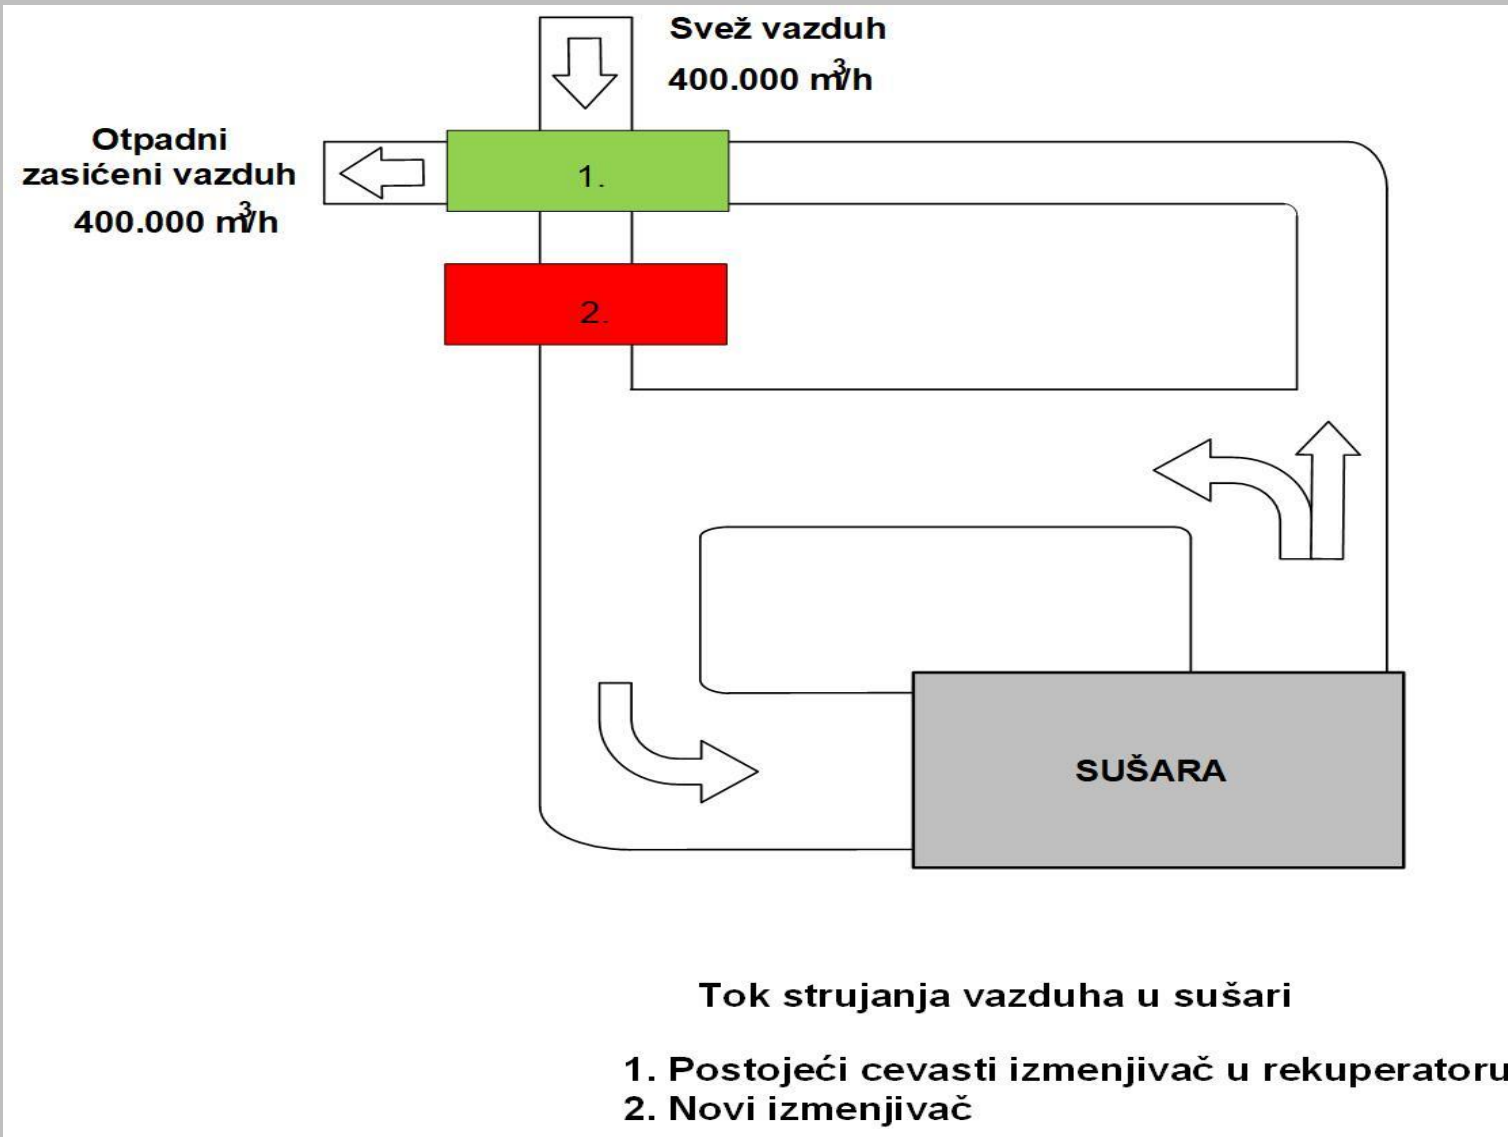 Svež vazduh
400.000 m³/h
Otpadni
zasićeni vazduh
400.000 m³/h
1.
2.
SUŠARA
Tok strujanja vazduha u sušari
1. Postojeći cevasti izmenjivač u rekuperatoru
2. Novi izmenjivač